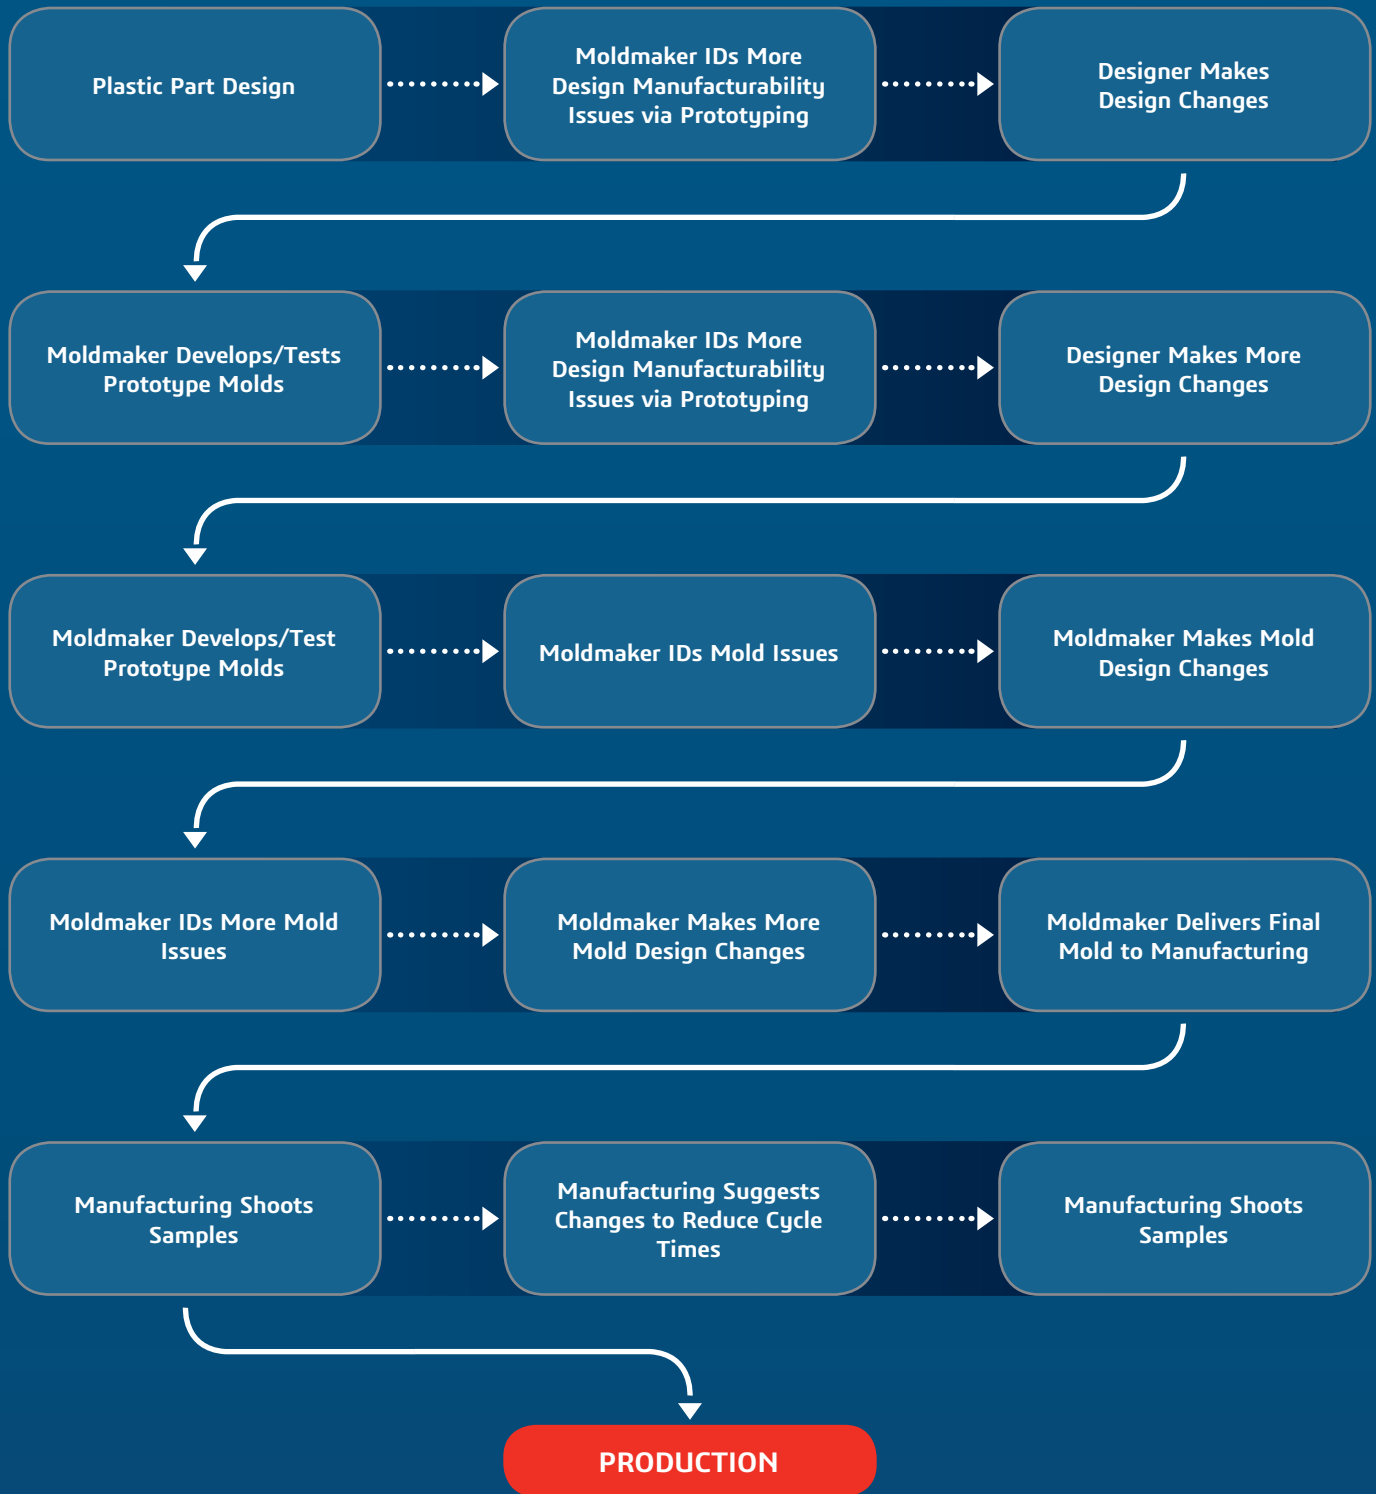 Plastic Part Design
Moldmaker IDs More
Design Manufacturability
Issues via Prototyping
Designer Makes
Design Changes
Moldmaker Develops/Tests
Prototype Molds
Moldmaker IDs More
Design Manufacturability
Issues via Prototyping
Designer Makes More
Design Changes
Moldmaker Develops/Test
Prototype Molds
Moldmaker IDs Mold Issues
Moldmaker Makes Mold
Design Changes
Moldmaker IDs More Mold
Issues
Moldmaker Makes More
Mold Design Changes
Moldmaker Delivers Final
Mold to Manufacturing
Manufacturing Shoots
Samples
Manufacturing Suggests
Changes to Reduce Cycle
Times
Manufacturing Shoots
Samples
PRODUCTION